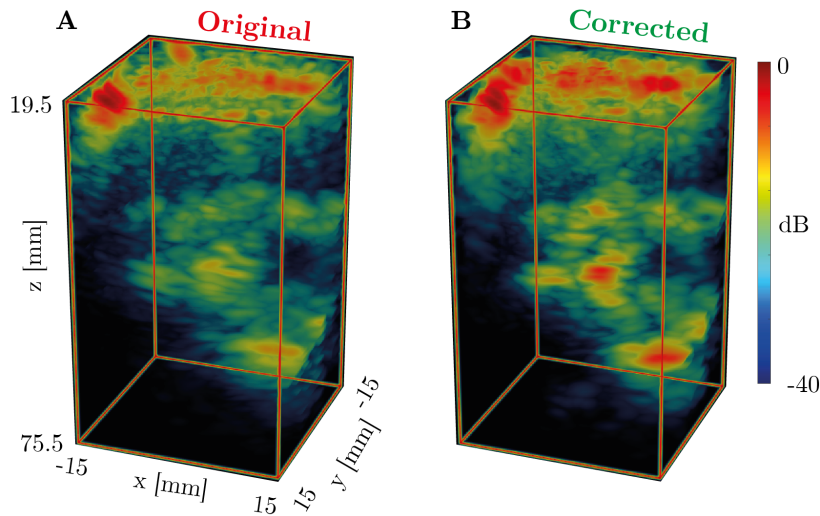 A
Original
B
Corrected
0
19.5
z [mm]
dB
-40
75.5
-15
x [mm]
15
15
y [mm]
-15